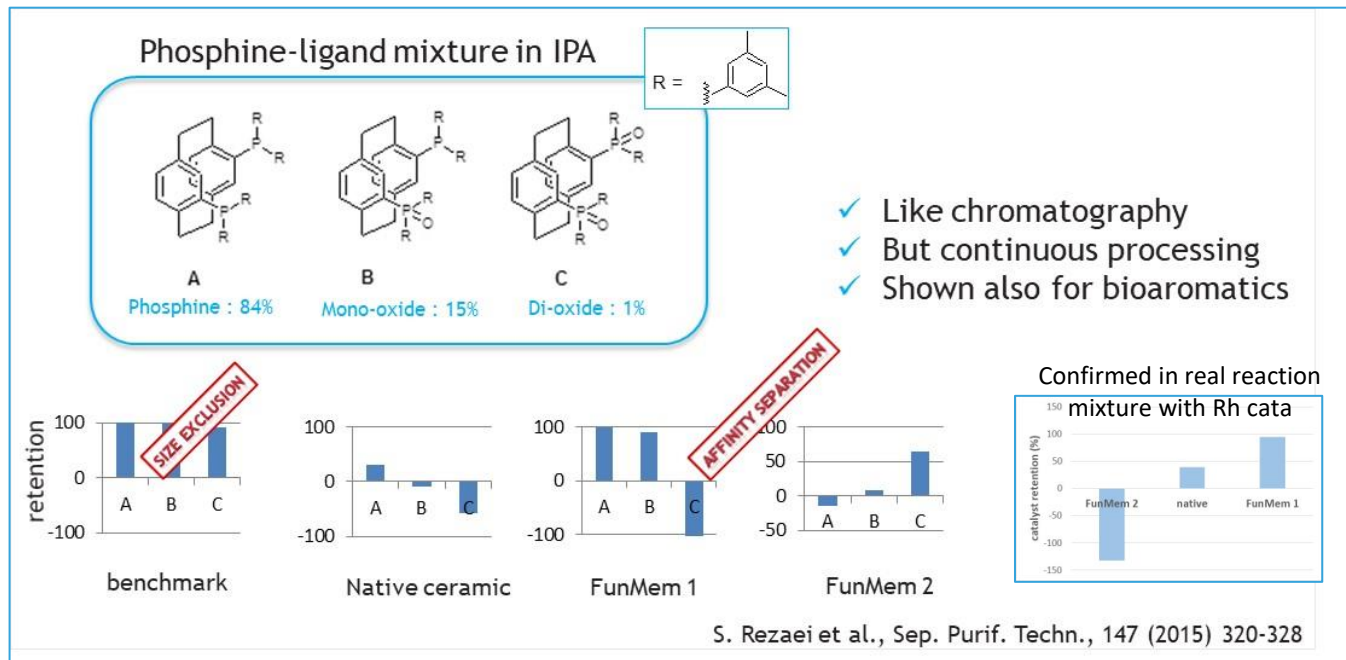 Phosphine-ligand mixture in IPA
R =
R
P
R
R
P
R
A
Phosphine : 84%
R
P
R
R
P=O
R
B
Mono-oxide : 15%
R
P=O
R
R
P=O
R
C
Di-oxide : 1%
✓ Like chromatography
✓ But continuous processing
✓ Shown also for bioaromatics
retention
100
0
-100
A B C
SIZE EXCLUSION
benchmark
100
0
-100
A B C
Native ceramic
100
0
-100
A B C
FunMem 1
AFFINITY SEPARATION
100
50
0
-50
A B C
FunMem 2
Confirmed in real reaction
mixture with Rh cata
catalyst retention (%)
150
100
50
0
-50
-100
-150
FunMem 2 native FunMem 1
S. Rezaei et al., Sep. Purif. Techn., 147 (2015) 320-328